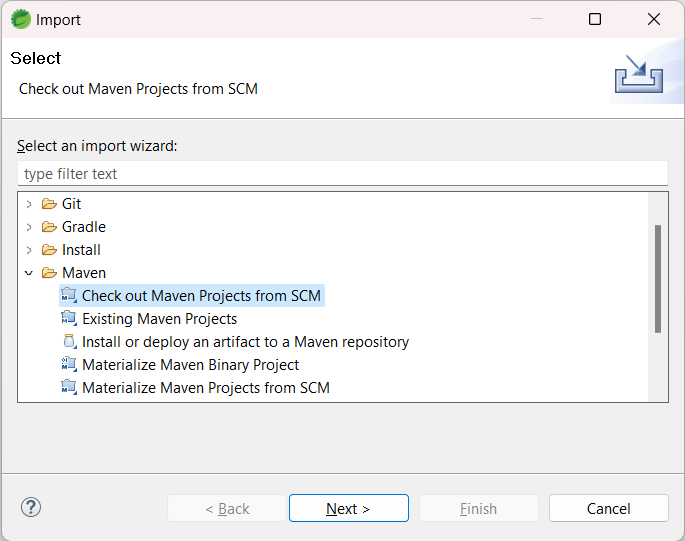 Import
Select
Check out Maven Projects from SCM
Select an import wizard:
type filter text
Git
Gradle
Install
Maven
Check out Maven Projects from SCM
Existing Maven Projects
Install or deploy an artifact to a Maven repository
Materialize Maven Binary Project
Materialize Maven Projects from SCM
? < Back Next > Finish Cancel